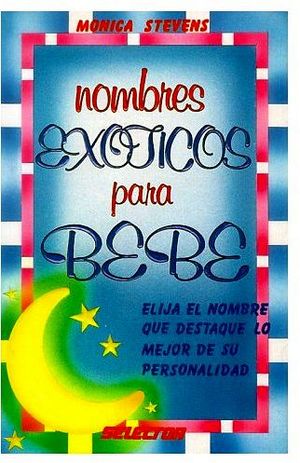 MONICA STEVENS
nombres
EXOTICOS
para
BEBE
ELIJA EL NOMBRE
QUE DESTAQUE LO
MEJOR DE SU
PERSONALIDAD
SELECTOR